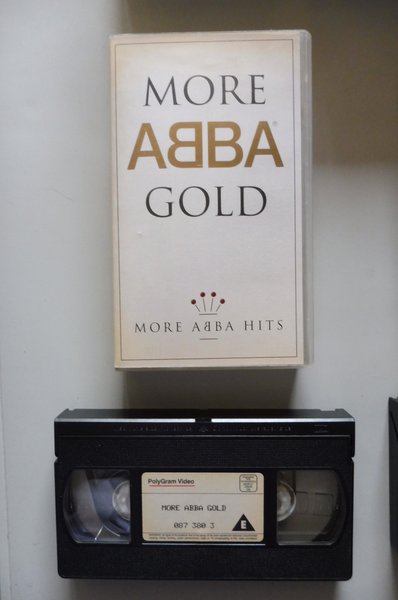 MORE
ABBA®
GOLD
MORE ABBA HITS
PolyGram Video
MORE ABBA GOLD
087 380 3
E